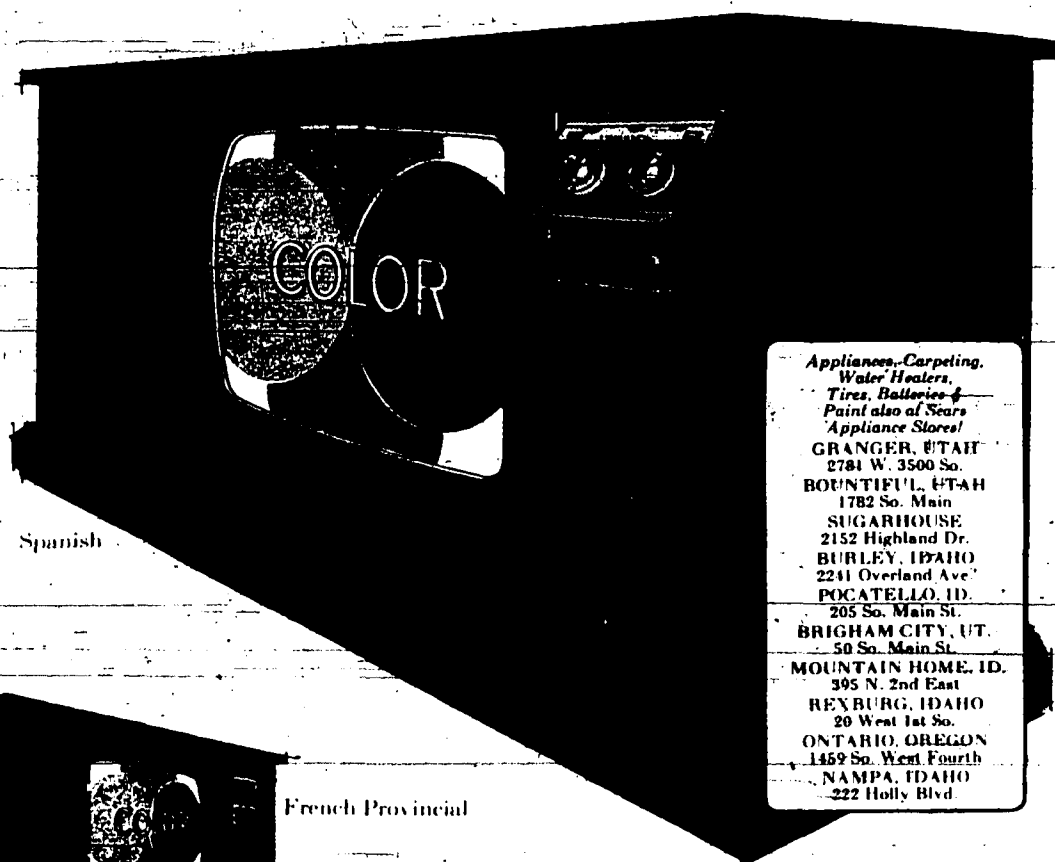 COLOR
Appliances, Carpeting,
Water Heaters,
Tires, Batteries &
Paint also at Sears
Appliance Stores!
GRANGER, UTAH
2781 W. 3500 So.
BOUNTIFUL, UTAH
1782 So. Main
SUGARHOUSE
2152 Highland Dr.
BURLEY, IDAHO
2241 Overland Ave.
POCATELLO, ID.
205 So. Main St.
BRIGHAM CITY, UT.
50 So. Main St.
MOUNTAIN HOME, ID.
395 N. 2nd East
REXBURG, IDAHO
20 West 1st So.
ONTARIO, OREGON
1459 So. West Fourth
NAMPA, IDAHO
222 Holly Blvd.
Spanish
French Provincial